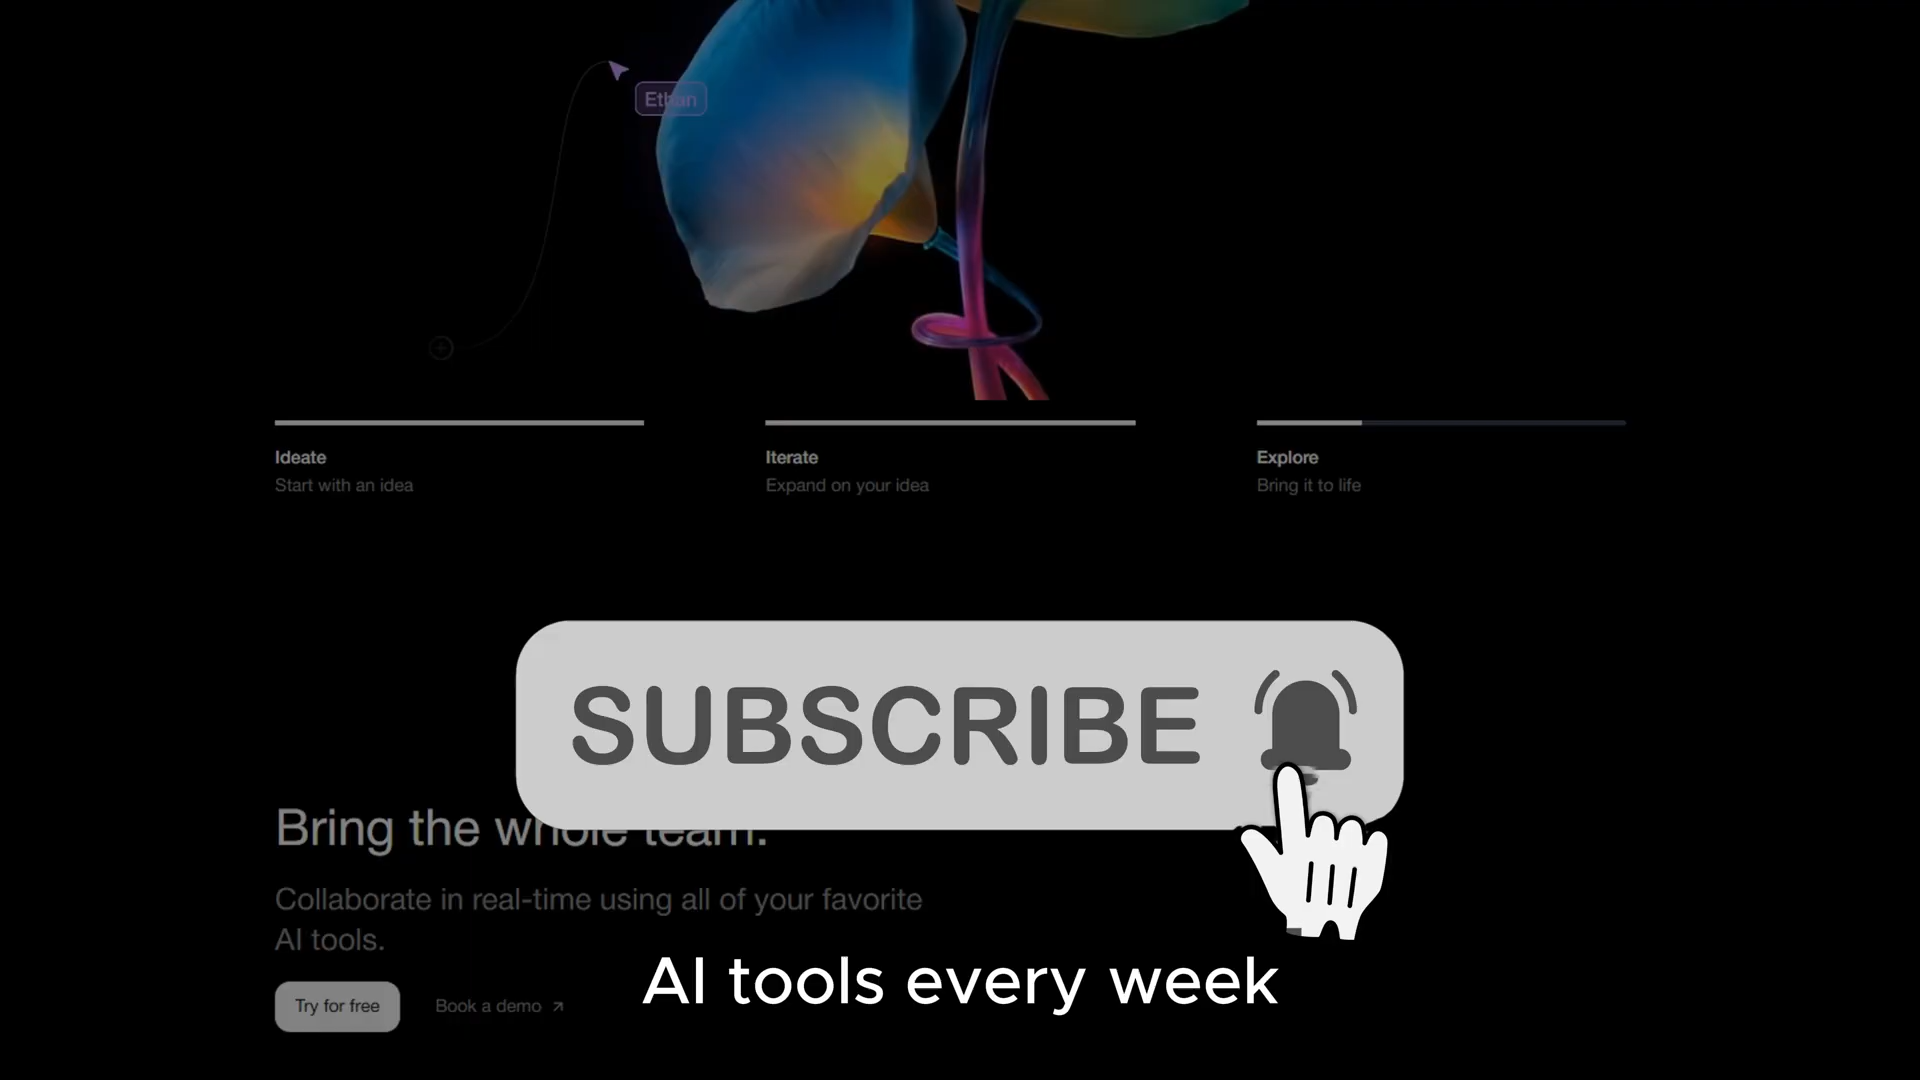 Ethan
Ideate
Start with an idea
Iterate
Expand on your idea
Explore
Bring it to life
SUBSCRIBE
Bring the whole team.
Collaborate in real-time using all of your favorite
AI tools.
Try for free
Book a demo
AI tools every week